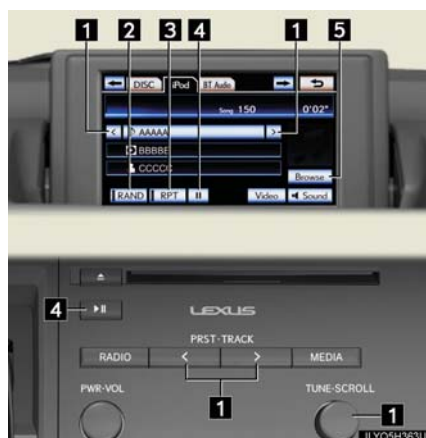 1 2 3 4 1 5
DISC iPod BT Audio
Song 150 0'02"
< AAAAA >
BBBBB
CCCCC
Browse
RAND RPT II Video Sound
4
LEXUS
PRST·TRACK
RADIO < > MEDIA
PWR·VOL 1 TUNE·SCROLL
1